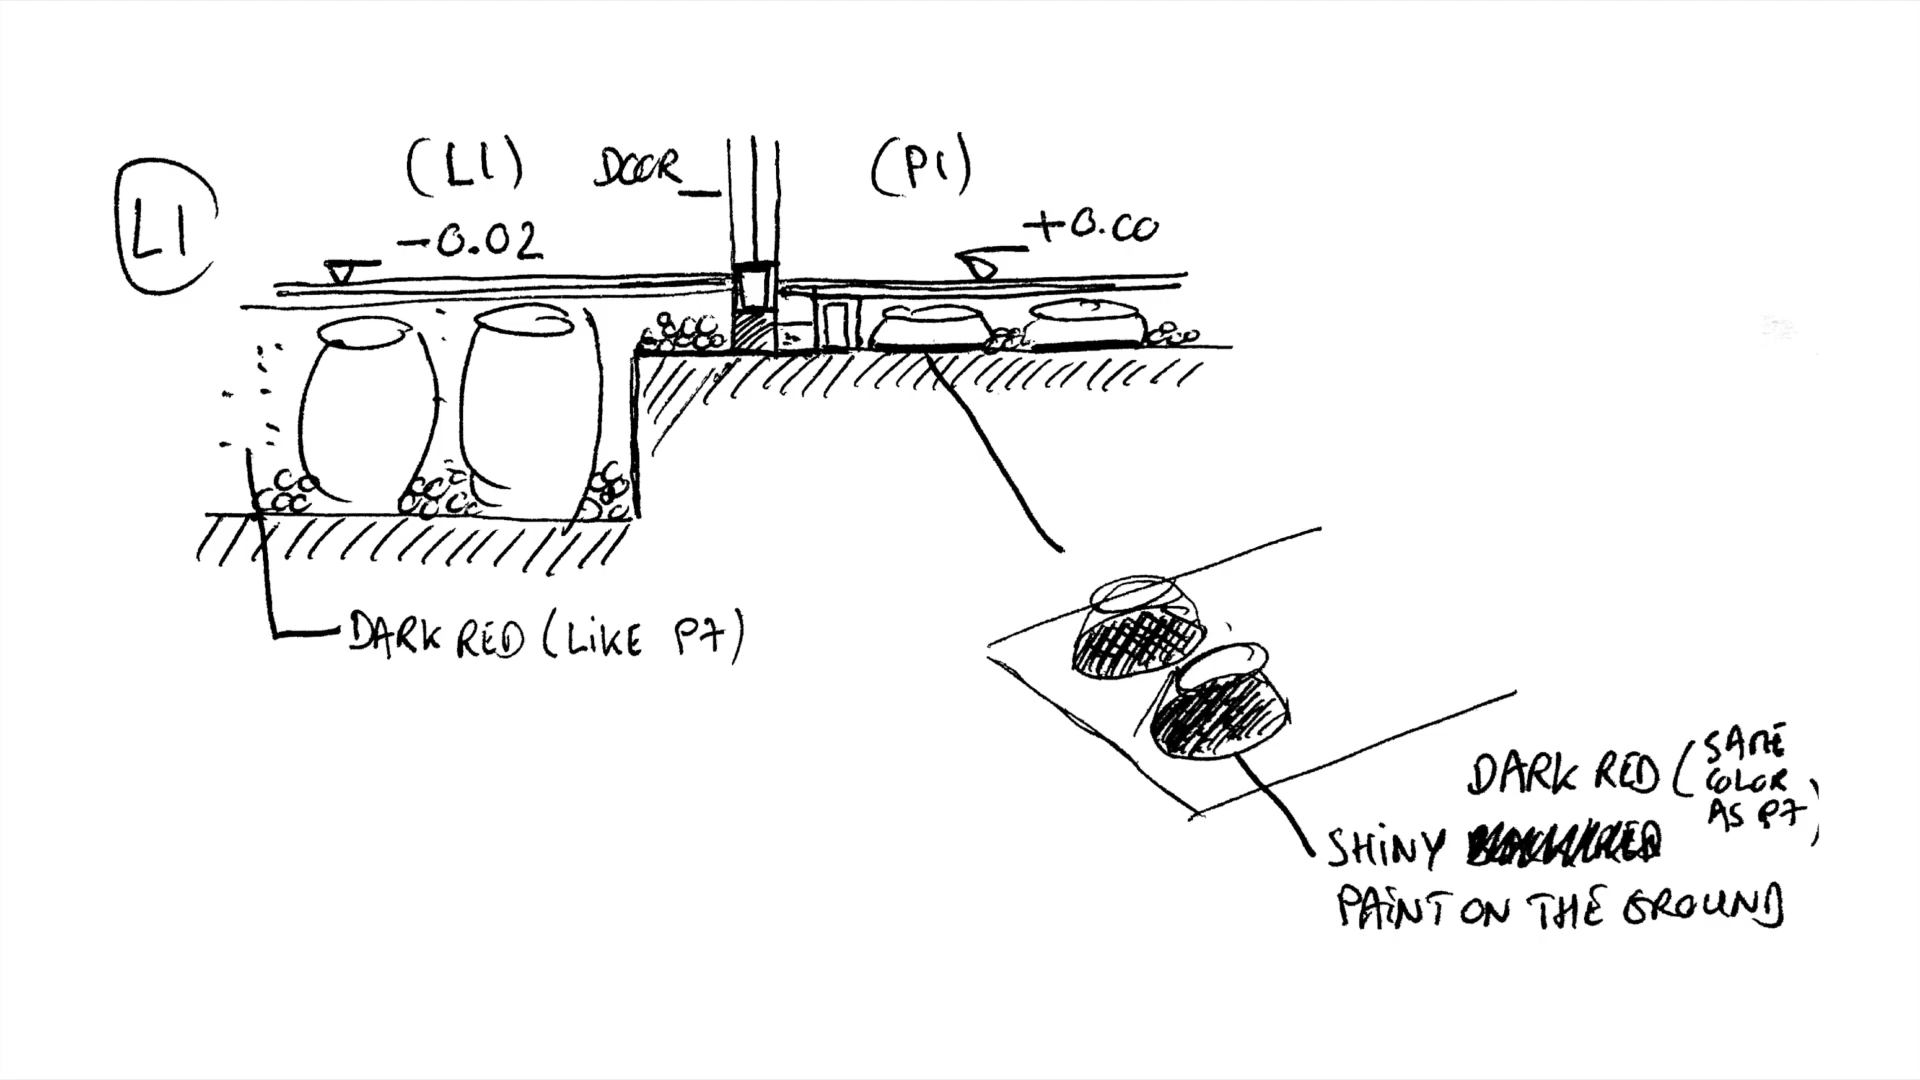 L1
(L1)
DOOR
(P1)
-0.02
+0.00
DARK RED (LIKE P7)
DARK RED (SAME COLOR AS P7)
SHINY
PAINT ON THE GROUND